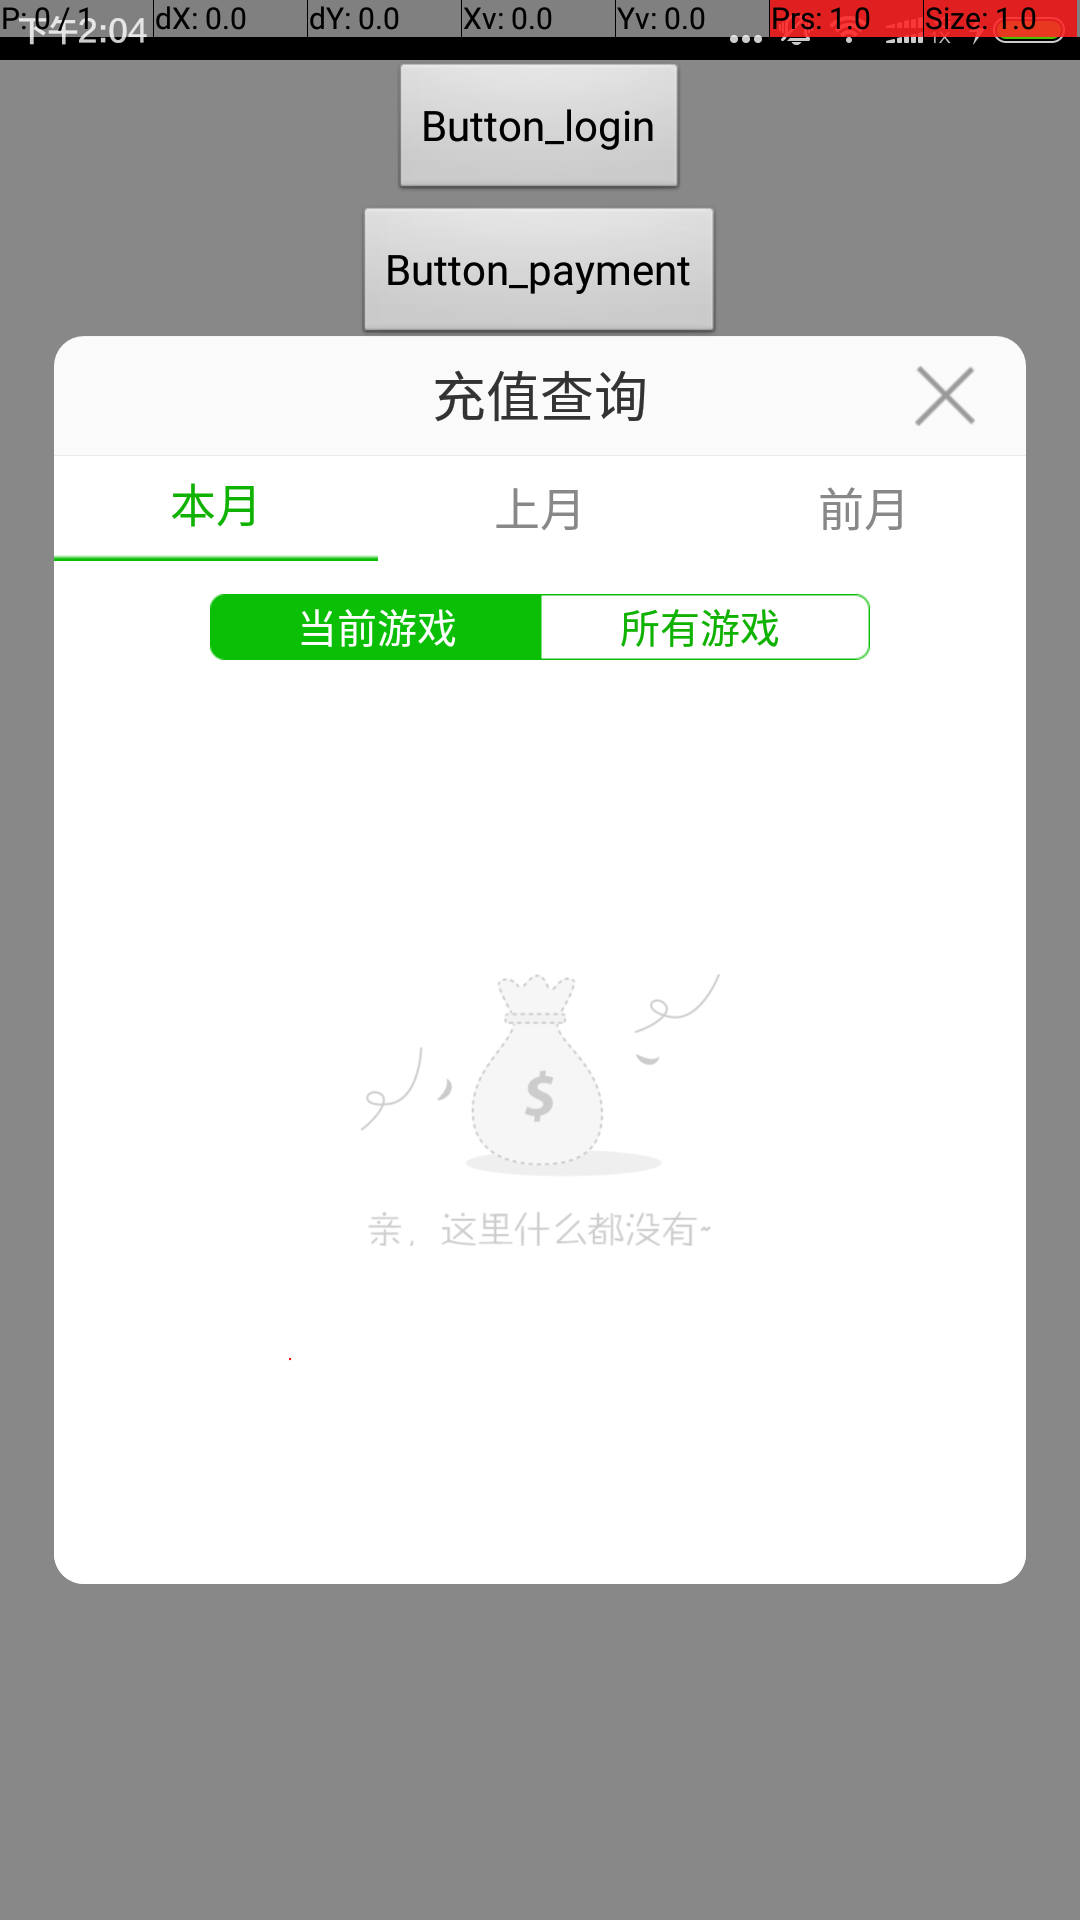 P: 0 / 1 dX: 0.0 dY: 0.0 Xv: 0.0 Yv: 0.0 Prs: 1.0 Size: 1.0
下午2:04 1X
Button_login
Button_payment
充值查询
本月 上月 前月
当前游戏 所有游戏
$
亲，这里什么都没有~